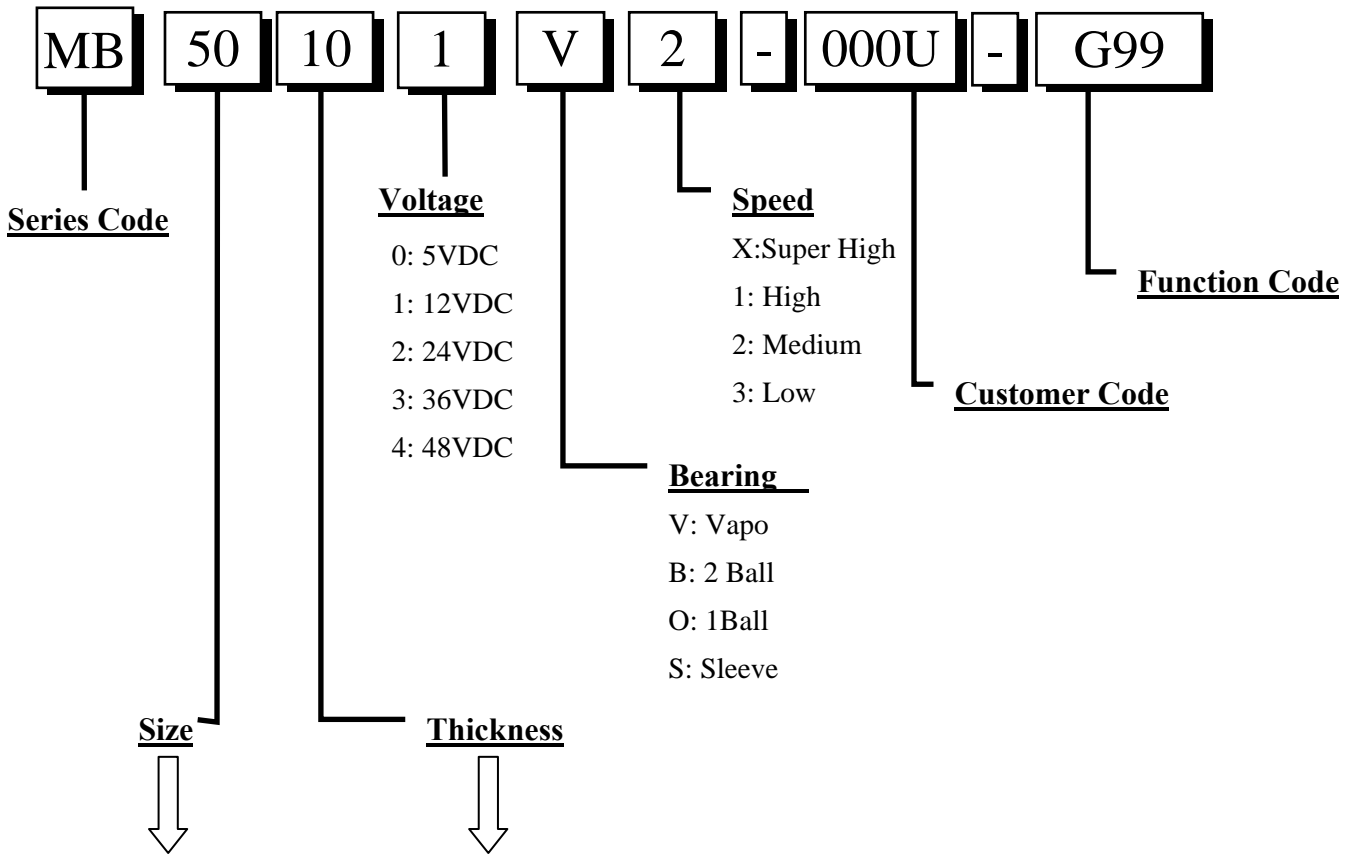 MB 50 10 1 V 2 - 000U - G99
Series Code
Voltage
0: 5VDC
1: 12VDC
2: 24VDC
3: 36VDC
4: 48VDC
Speed
X:Super High
1: High
2: Medium
3: Low
Function Code
Customer Code
Bearing
V: Vapo
B: 2 Ball
O: 1Ball
S: Sleeve
Size
Thickness